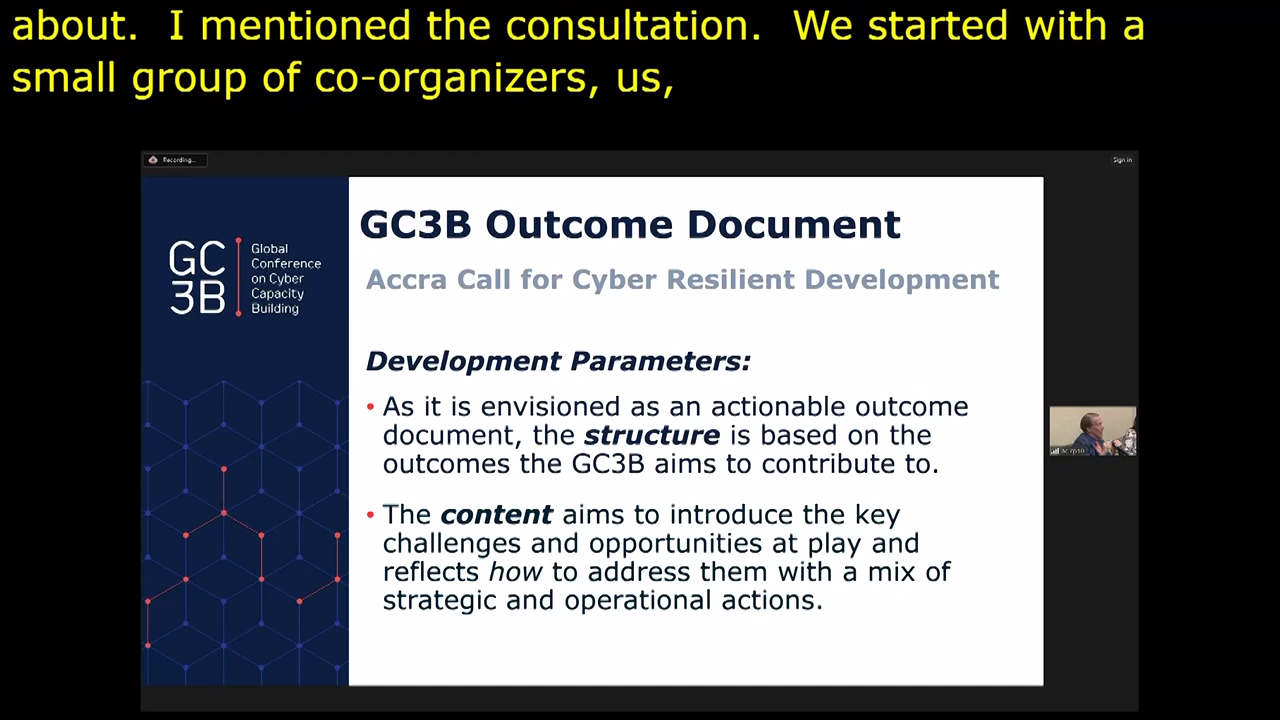 about.  I mentioned the consultation.  We started with a
small group of co-organizers, us,
Recording...
Sign in
GC
3B
Global
Conference
on Cyber
Capacity
Building
GC3B Outcome Document
Accra Call for Cyber Resilient Development
Development Parameters:
• As it is envisioned as an actionable outcome
document, the structure is based on the
outcomes the GC3B aims to contribute to.
• The content aims to introduce the key
challenges and opportunities at play and
reflects how to address them with a mix of
strategic and operational actions.